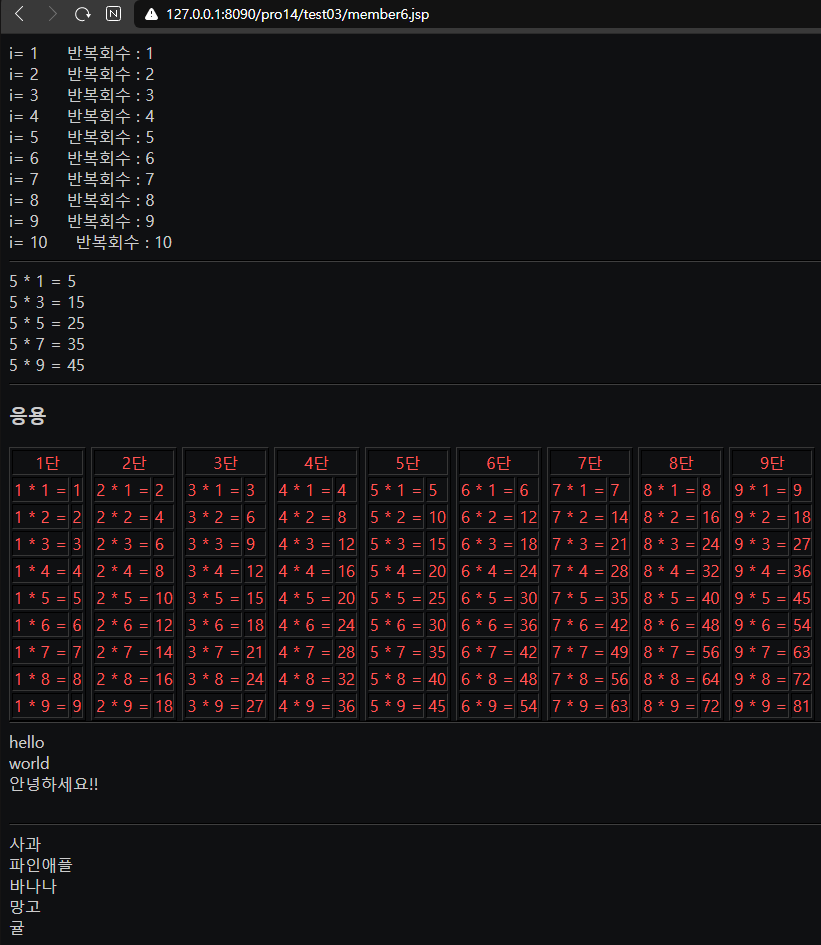 127.0.0.1:8090/pro14/test03/member6.jsp
i= 1 반복회수 : 1
i= 2 반복회수 : 2
i= 3 반복회수 : 3
i= 4 반복회수 : 4
i= 5 반복회수 : 5
i= 6 반복회수 : 6
i= 7 반복회수 : 7
i= 8 반복회수 : 8
i= 9 반복회수 : 9
i= 10 반복회수 : 10
5 * 1 = 5
5 * 3 = 15
5 * 5 = 25
5 * 7 = 35
5 * 9 = 45
응용
1단 2단 3단 4단 5단 6단 7단 8단 9단
1 * 1 = 1 2 * 1 = 2 3 * 1 = 3 4 * 1 = 4 5 * 1 = 5 6 * 1 = 6 7 * 1 = 7 8 * 1 = 8 9 * 1 = 9
1 * 2 = 2 2 * 2 = 4 3 * 2 = 6 4 * 2 = 8 5 * 2 = 10 6 * 2 = 12 7 * 2 = 14 8 * 2 = 16 9 * 2 = 18
1 * 3 = 3 2 * 3 = 6 3 * 3 = 9 4 * 3 = 12 5 * 3 = 15 6 * 3 = 18 7 * 3 = 21 8 * 3 = 24 9 * 3 = 27
1 * 4 = 4 2 * 4 = 8 3 * 4 = 12 4 * 4 = 16 5 * 4 = 20 6 * 4 = 24 7 * 4 = 28 8 * 4 = 32 9 * 4 = 36
1 * 5 = 5 2 * 5 = 10 3 * 5 = 15 4 * 5 = 20 5 * 5 = 25 6 * 5 = 30 7 * 5 = 35 8 * 5 = 40 9 * 5 = 45
1 * 6 = 6 2 * 6 = 12 3 * 6 = 18 4 * 6 = 24 5 * 6 = 30 6 * 6 = 36 7 * 6 = 42 8 * 6 = 48 9 * 6 = 54
1 * 7 = 7 2 * 7 = 14 3 * 7 = 21 4 * 7 = 28 5 * 7 = 35 6 * 7 = 42 7 * 7 = 49 8 * 7 = 56 9 * 7 = 63
1 * 8 = 8 2 * 8 = 16 3 * 8 = 24 4 * 8 = 32 5 * 8 = 40 6 * 8 = 48 7 * 8 = 56 8 * 8 = 64 9 * 8 = 72
1 * 9 = 9 2 * 9 = 18 3 * 9 = 27 4 * 9 = 36 5 * 9 = 45 6 * 9 = 54 7 * 9 = 63 8 * 9 = 72 9 * 9 = 81
hello
world
안녕하세요!!
사과
파인애플
바나나
망고
귤